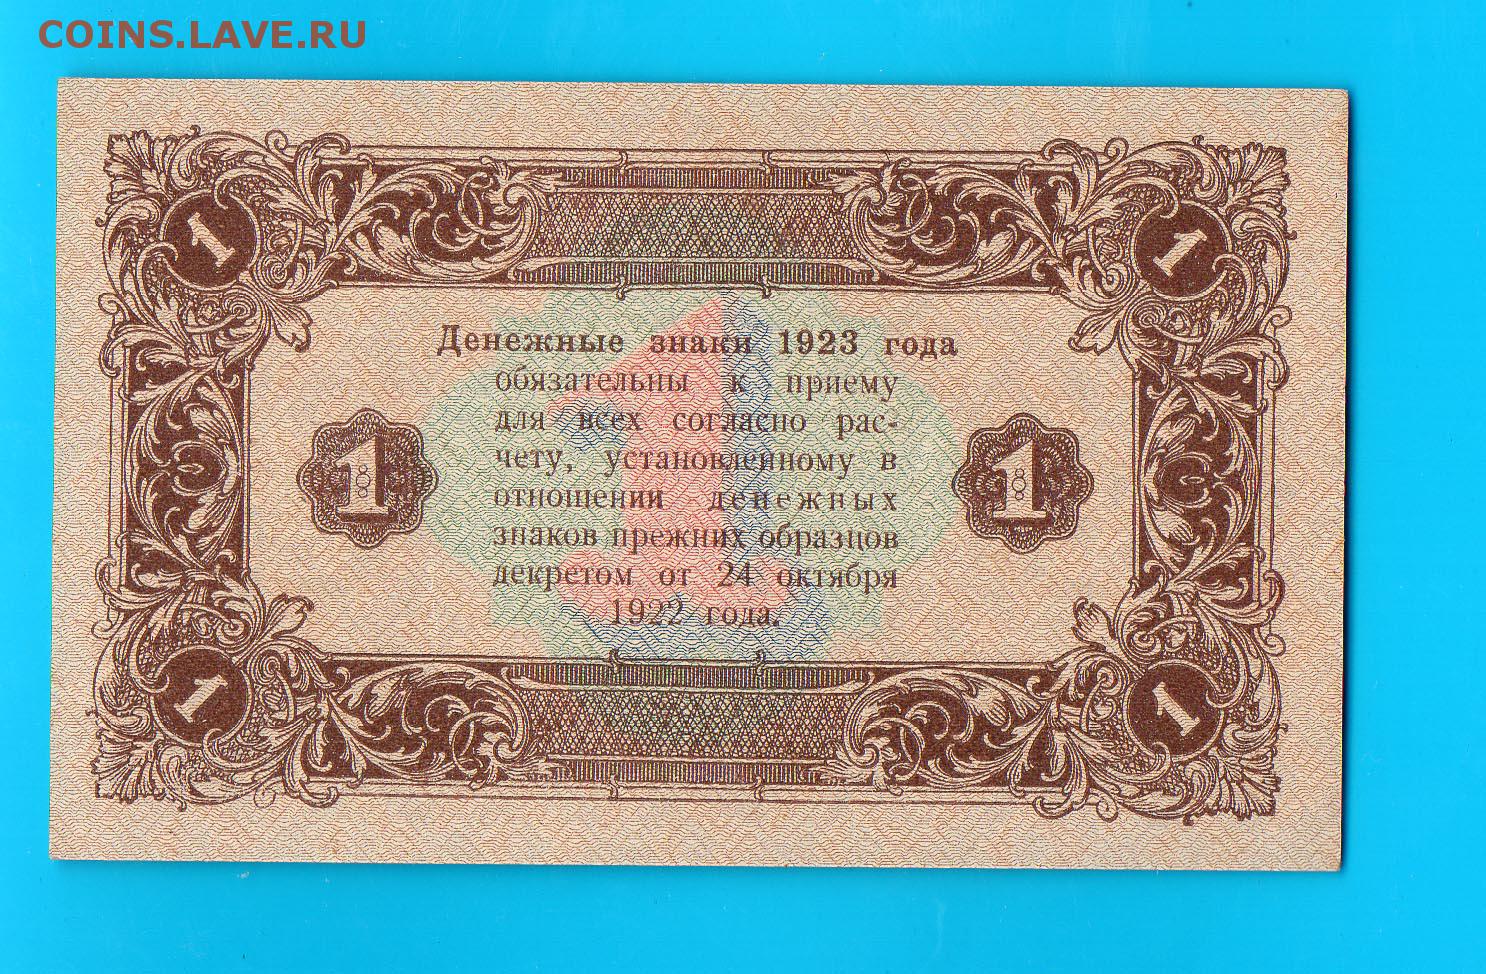 COINS.LAVE.RU
1 1
Денежные знаки 1923 года
обязательны к приему
для всех согласно рас-
чету, установленному в
1 отношении денежных 1
знаков прежних образцов
декретом от 24 октября
1922 года.
1
1 1